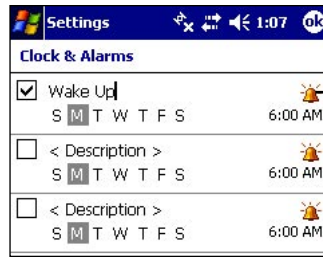 Settings 1:07 ok
Clock & Alarms
Wake Up
S M T W T F S 6:00 AM
< Description >
S M T W T F S 6:00 AM
< Description >
S M T W T F S 6:00 AM